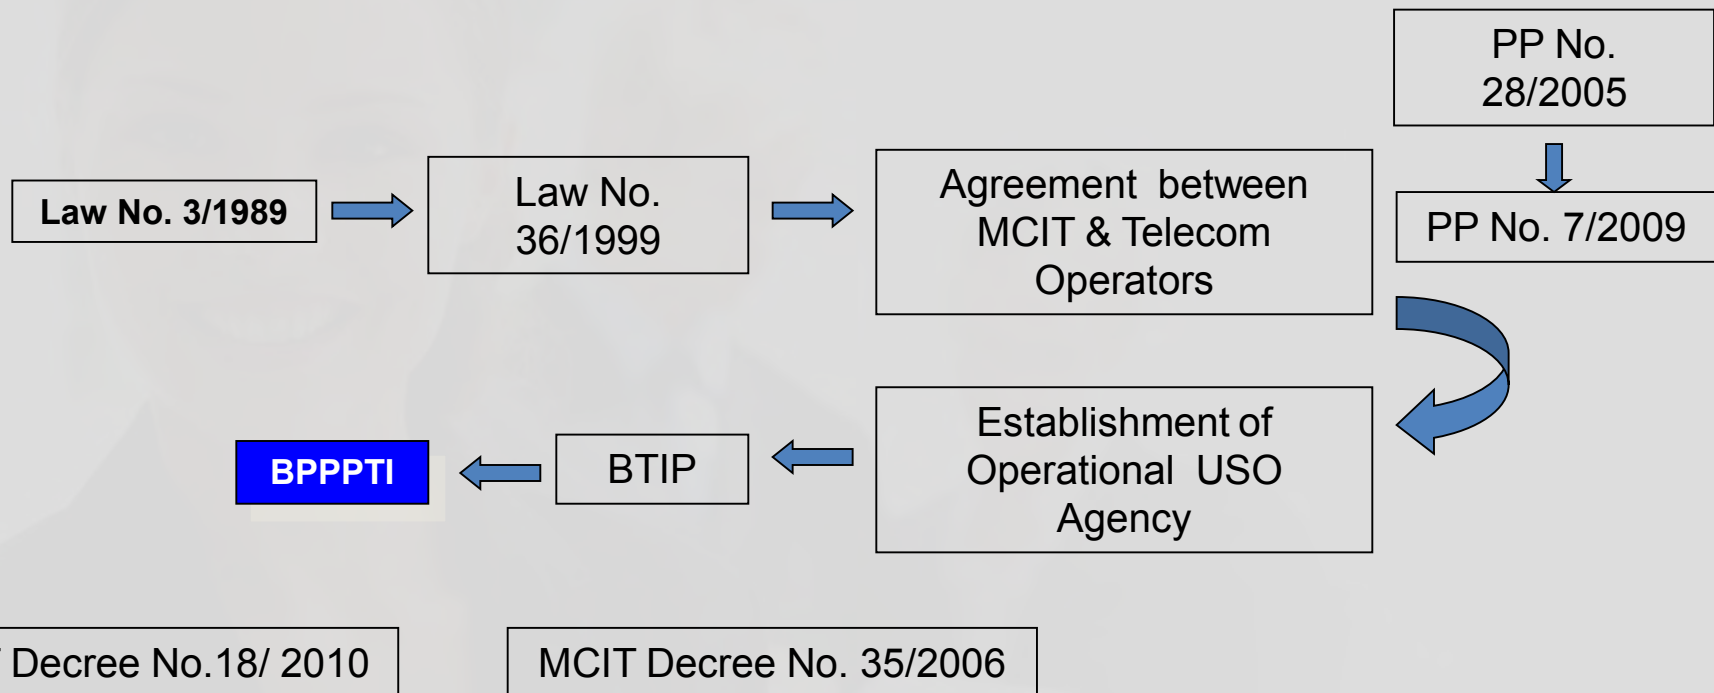 PP No.
28/2005
Law No. 3/1989
Law No.
36/1999
Agreement between
MCIT & Telecom
Operators
PP No. 7/2009
Establishment of
Operational USO
Agency
BTIP
BPPPTI
Decree No.18/ 2010
MCIT Decree No. 35/2006